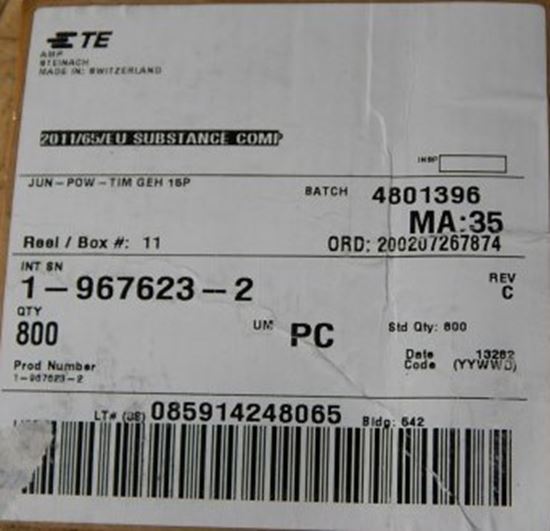 TE
AMP
STEINACH
MADE IN: SWITZERLAND
2011/65/EU SUBSTANCE COMP
INSP
JUN-POW-TIM GEH 16P
BATCH 4801396
MA:35
Reel / Box #: 11 ORD: 200207267874
INT SN
1-967623-2
REV
C
QTY
800 UM PC Std Qty: 800
Prod Number
1-967623-2
Date 13282
Code (YYWWD)
LT# 085914248065 Bldg: 642